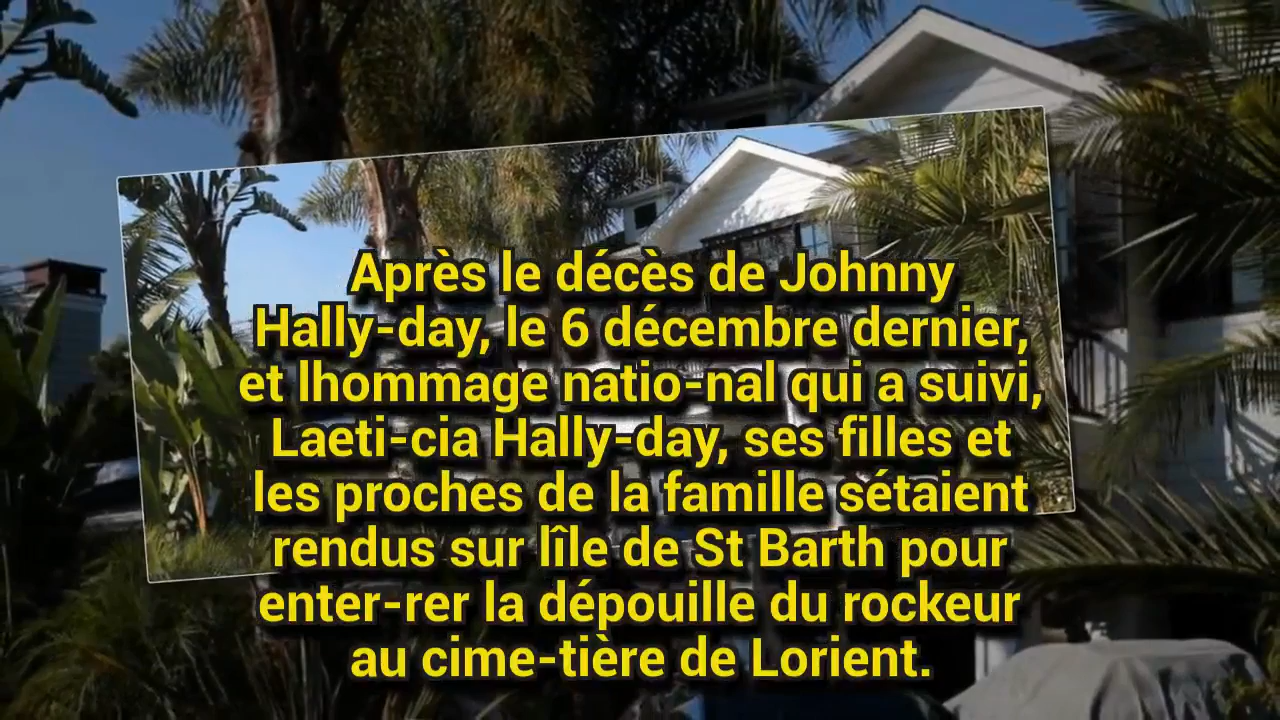 Après le décès de Johnny
Hally-day, le 6 décembre dernier,
et lhommage natio-nal qui a suivi,
Laeti-cia Hally-day, ses filles et
les proches de la famille sétaient
rendus sur lîle de St Barth pour
enter-rer la dépouille du rockeur
au cime-tière de Lorient.